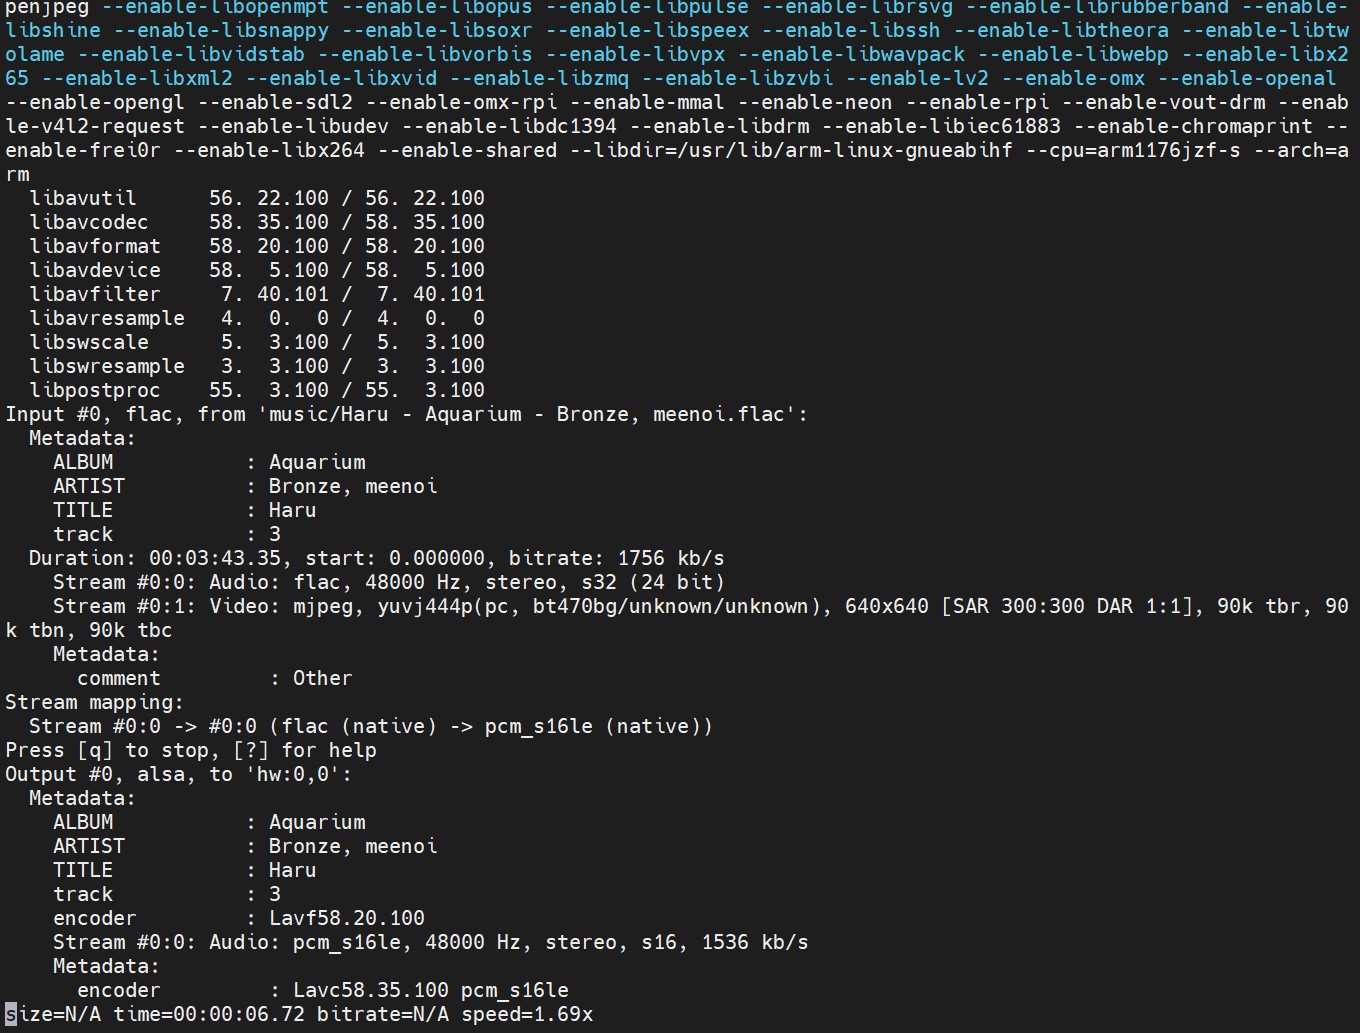 penjpeg --enable-libopenmpt --enable-libopus --enable-libpulse --enable-librsvg --enable-librubberband --enable-
libshine --enable-libsnappy --enable-libsoxr --enable-libspeex --enable-libssh --enable-libtheora --enable-libtw
olame --enable-libvidstab --enable-libvorbis --enable-libvpx --enable-libwavpack --enable-libwebp --enable-libx2
65 --enable-libxml2 --enable-libxvid --enable-libzmq --enable-libzvbi --enable-lv2 --enable-omx --enable-openal
--enable-opengl --enable-sdl2 --enable-omx-rpi --enable-mmal --enable-neon --enable-rpi --enable-vout-drm --enab
le-v4l2-request --enable-libudev --enable-libdc1394 --enable-libdrm --enable-libiec61883 --enable-chromaprint --
enable-frei0r --enable-libx264 --enable-shared --libdir=/usr/lib/arm-linux-gnueabihf --cpu=arm1176jzf-s --arch=a
rm
  libavutil      56. 22.100 / 56. 22.100
  libavcodec     58. 35.100 / 58. 35.100
  libavformat    58. 20.100 / 58. 20.100
  libavdevice    58.  5.100 / 58.  5.100
  libavfilter     7. 40.101 /  7. 40.101
  libavresample   4.  0.  0 /  4.  0.  0
  libswscale      5.  3.100 /  5.  3.100
  libswresample   3.  3.100 /  3.  3.100
  libpostproc    55.  3.100 / 55.  3.100
Input #0, flac, from 'music/Haru - Aquarium - Bronze, meenoi.flac':
  Metadata:
    ALBUM           : Aquarium
    ARTIST          : Bronze, meenoi
    TITLE           : Haru
    track           : 3
  Duration: 00:03:43.35, start: 0.000000, bitrate: 1756 kb/s
    Stream #0:0: Audio: flac, 48000 Hz, stereo, s32 (24 bit)
    Stream #0:1: Video: mjpeg, yuvj444p(pc, bt470bg/unknown/unknown), 640x640 [SAR 300:300 DAR 1:1], 90k tbr, 90
k tbn, 90k tbc
    Metadata:
      comment         : Other
Stream mapping:
  Stream #0:0 -> #0:0 (flac (native) -> pcm_s16le (native))
Press [q] to stop, [?] for help
Output #0, alsa, to 'hw:0,0':
  Metadata:
    ALBUM           : Aquarium
    ARTIST          : Bronze, meenoi
    TITLE           : Haru
    track           : 3
    encoder         : Lavf58.20.100
    Stream #0:0: Audio: pcm_s16le, 48000 Hz, stereo, s16, 1536 kb/s
    Metadata:
      encoder         : Lavc58.35.100 pcm_s16le
size=N/A time=00:00:06.72 bitrate=N/A speed=1.69x